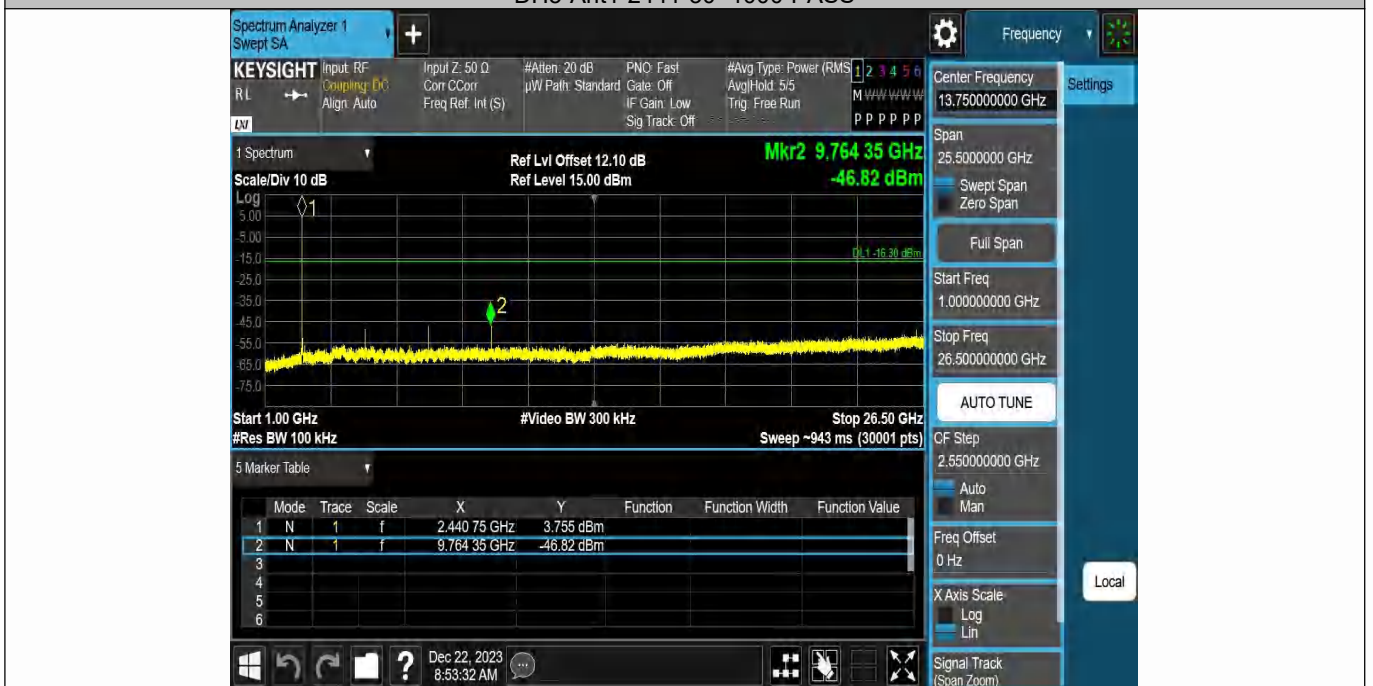 Spectrum Analyzer 1
Swept SA
Frequency
KEYSIGHT
RL
LXI
Input: RF
Coupling: DC
Align: Auto
Input Z: 50 Ω
Corr CCorr
Freq Ref: Int (S)
#Atten: 20 dB
µW Path: Standard
PNO: Fast
Gate: Off
IF Gain: Low
Sig Track: Off
#Avg Type: Power (RMS
Avg|Hold: 5/5
Trig: Free Run
1 2 3 4 5 6
M W W W W W
P P P P P P
Center Frequency
13.750000000 GHz
Settings
1 Spectrum
Ref Lvl Offset 12.10 dB
Mkr2 9.764 35 GHz
Scale/Div 10 dB
Ref Level 15.00 dBm
-46.82 dBm
Log
1
5.00
-5.00
DL1 -16.30 dBm
-15.0
-25.0
-35.0
2
-45.0
-55.0
-65.0
-75.0
Start 1.00 GHz
#Video BW 300 kHz
Stop 26.50 GHz
#Res BW 100 kHz
Sweep ~943 ms (30001 pts)
Span
25.5000000 GHz
Swept Span
Zero Span
Full Span
Start Freq
1.000000000 GHz
Stop Freq
26.500000000 GHz
AUTO TUNE
CF Step
2.550000000 GHz
Auto
Man
Freq Offset
0 Hz
X Axis Scale
Log
Lin
Signal Track
(Span Zoom)
Local
5 Marker Table
Mode Trace Scale X Y Function Function Width Function Value
1 N 1 f 2.440 75 GHz 3.755 dBm
2 N 1 f 9.764 35 GHz -46.82 dBm
3
4
5
6
? Dec 22, 2023
8:53:32 AM